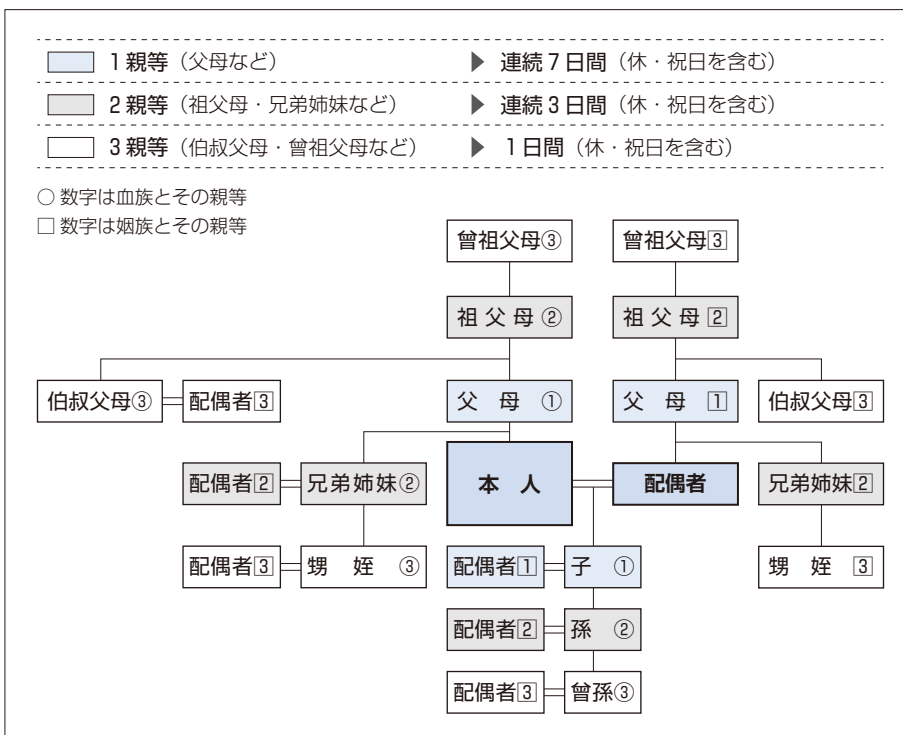 1親等（父母など） ▶ 連続7日間（休・祝日を含む）
2親等（祖父母・兄弟姉妹など） ▶ 連続3日間（休・祝日を含む）
3親等（伯叔父母・曾祖父母など） ▶ 1日間（休・祝日を含む）
○ 数字は血族とその親等
□ 数字は姻族とその親等
曾祖父母③ 曾祖父母3
祖父母② 祖父母2
伯叔父母③ 配偶者3 父母① 父母1 伯叔父母3
配偶者2 兄弟姉妹② 本人 配偶者 兄弟姉妹2
配偶者3 甥姪③ 配偶者1 子① 甥姪3
配偶者2 孫②
配偶者3 曾孫③